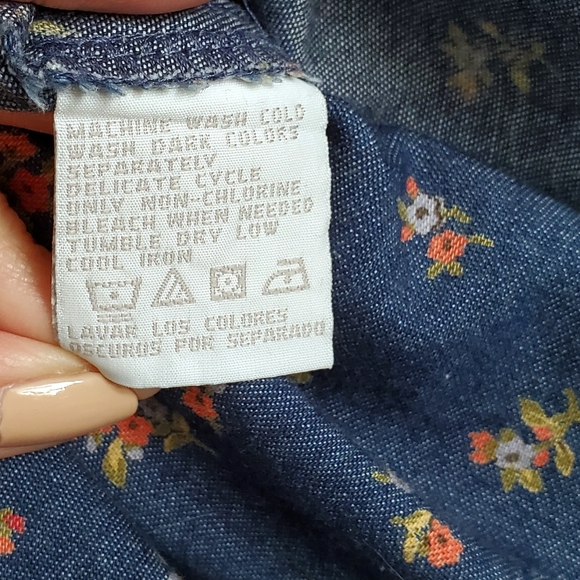 MACHINE WASH COLD
WASH DARK COLORS
SEPARATELY
DELICATE CYCLE
ONLY NON-CHLORINE
BLEACH WHEN NEEDED
TUMBLE DRY LOW
COOL IRON
LAVAR LOS COLORES
OSCUROS POR SEPARADO